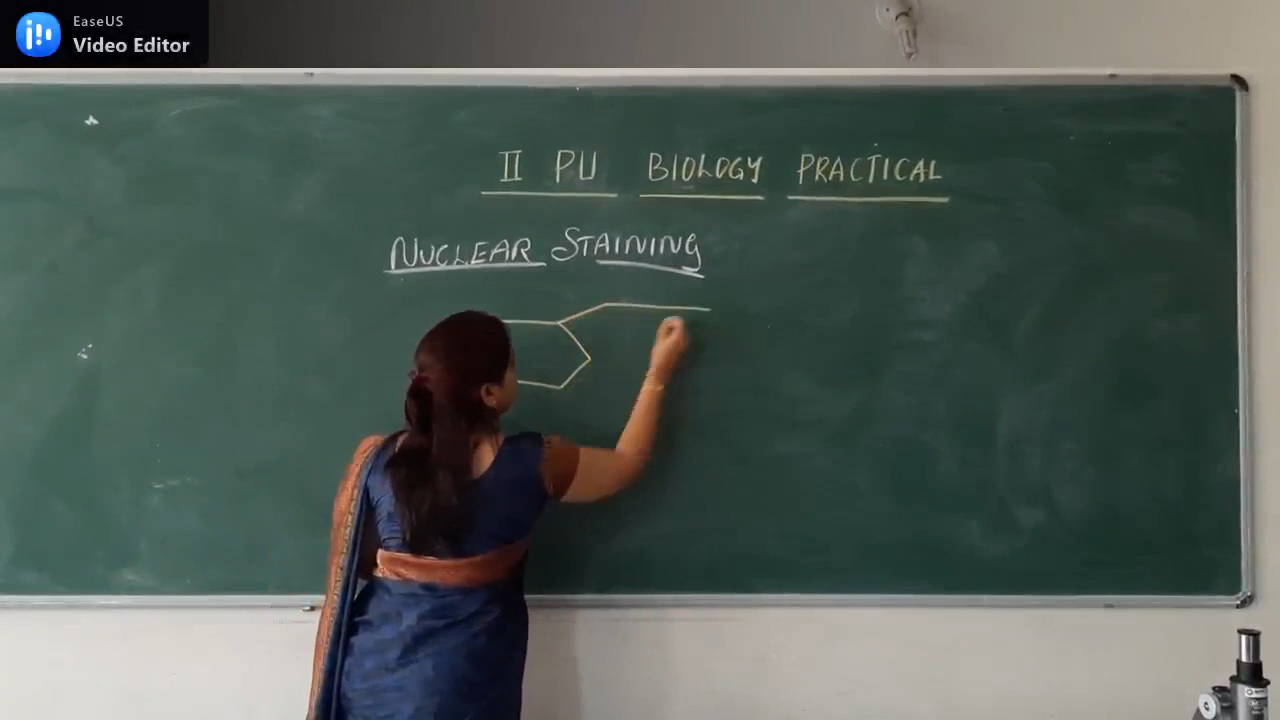 EaseUS
Video Editor
II PU BIOLOGY PRACTICAL
NUCLEAR STAINING